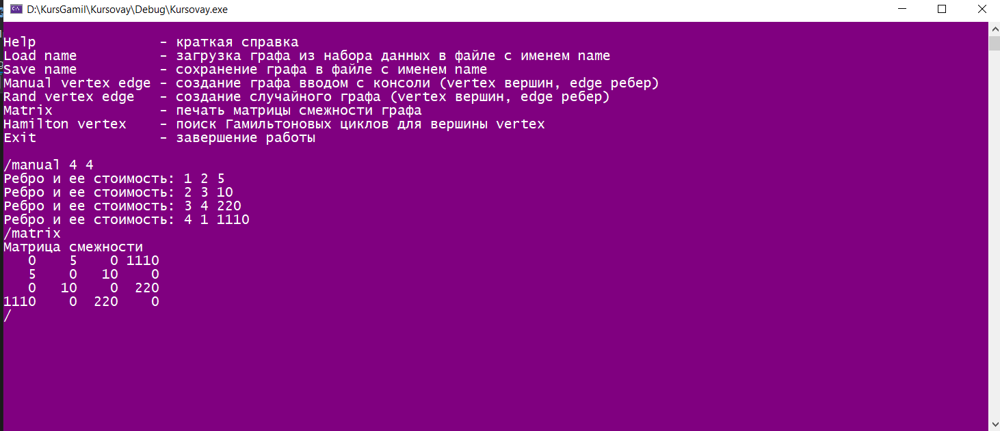 D:\KursGamil\Kursovay\Debug\Kursovay.exe
Help - краткая справка
Load name - загрузка графа из набора данных в файле с именем name
Save name - сохранение графа в файле с именем name
Manual vertex edge - создание графа вводом с консоли (vertex вершин, edge ребер)
Rand vertex edge - создание случайного графа (vertex вершин, edge ребер)
Matrix - печать матрицы смежности графа
Hamilton vertex - поиск Гамильтоновых циклов для вершины vertex
Exit - завершение работы
/manual 4 4
Ребро и ее стоимость: 1 2 5
Ребро и ее стоимость: 2 3 10
Ребро и ее стоимость: 3 4 220
Ребро и ее стоимость: 4 1 1110
/matrix
Матрица смежности
0 5 0 1110
5 0 10 0
0 10 0 220
1110 0 220 0
/